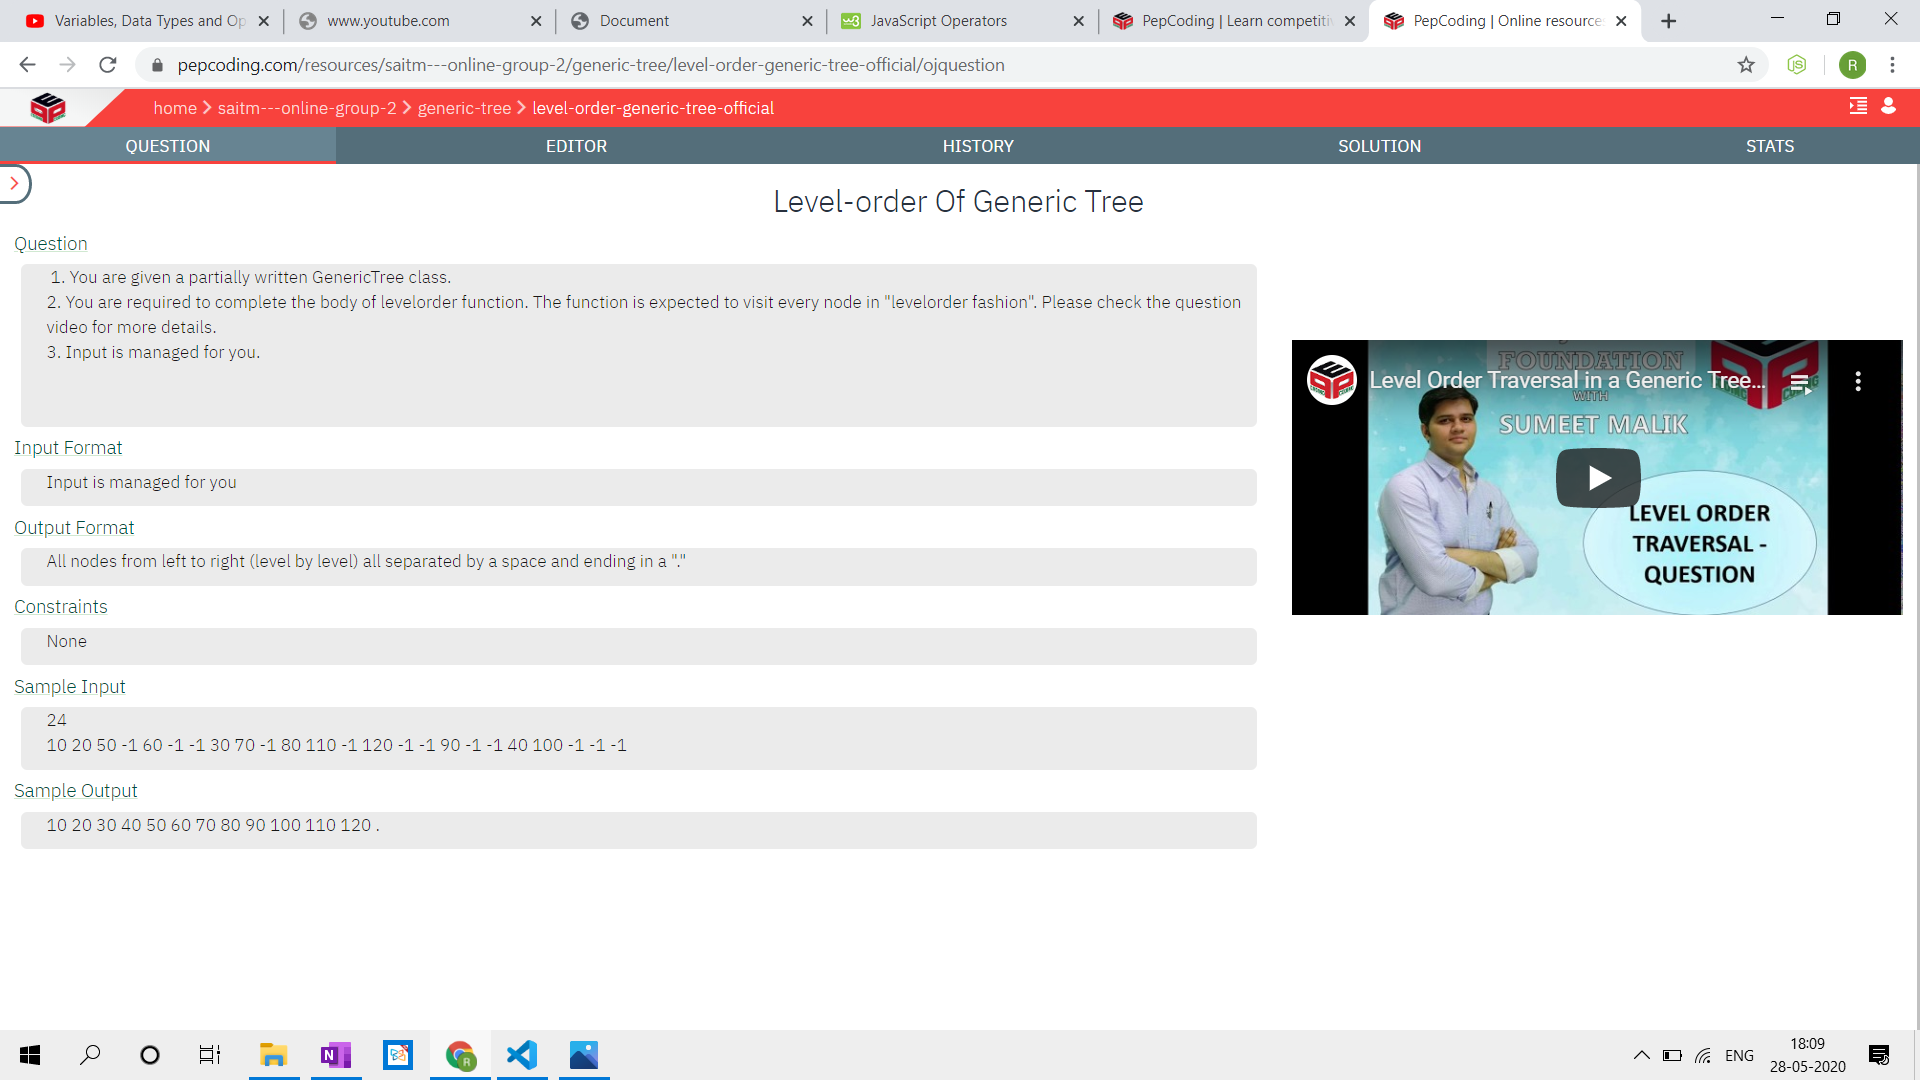 Variables, Data Types and Op
www.youtube.com
Document
JavaScript Operators
PepCoding | Learn competiti
PepCoding | Online resource
pepcoding.com/resources/saitm---online-group-2/generic-tree/level-order-generic-tree-official/ojquestion
R
home > saitm---online-group-2 > generic-tree > level-order-generic-tree-official
QUESTION
EDITOR
HISTORY
SOLUTION
STATS
Level-order Of Generic Tree
Question
1. You are given a partially written GenericTree class.
2. You are required to complete the body of levelorder function. The function is expected to visit every node in "levelorder fashion". Please check the question
video for more details.
3. Input is managed for you.
Input Format
Input is managed for you
Output Format
All nodes from left to right (level by level) all separated by a space and ending in a "."
Constraints
None
Sample Input
24
10 20 50 -1 60 -1 -1 30 70 -1 80 110 -1 120 -1 -1 90 -1 -1 40 100 -1 -1 -1
Sample Output
10 20 30 40 50 60 70 80 90 100 110 120 .
FOUNDATION
Level Order Traversal in a Generic Tree...
WITH
SUMEET MALIK
LEVEL ORDER
TRAVERSAL -
QUESTION
ENG
18:09
28-05-2020